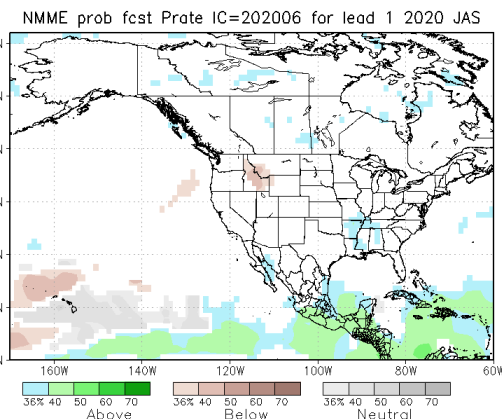 NMME prob fcst Prate IC=202006 for lead 1 2020 JAS
N
N
N
N
N
N
160W 140W 120W 100W 80W 60W
36% 40 50 60 70 36% 40 50 60 70 36% 40 50 60 70
Above Below Neutral